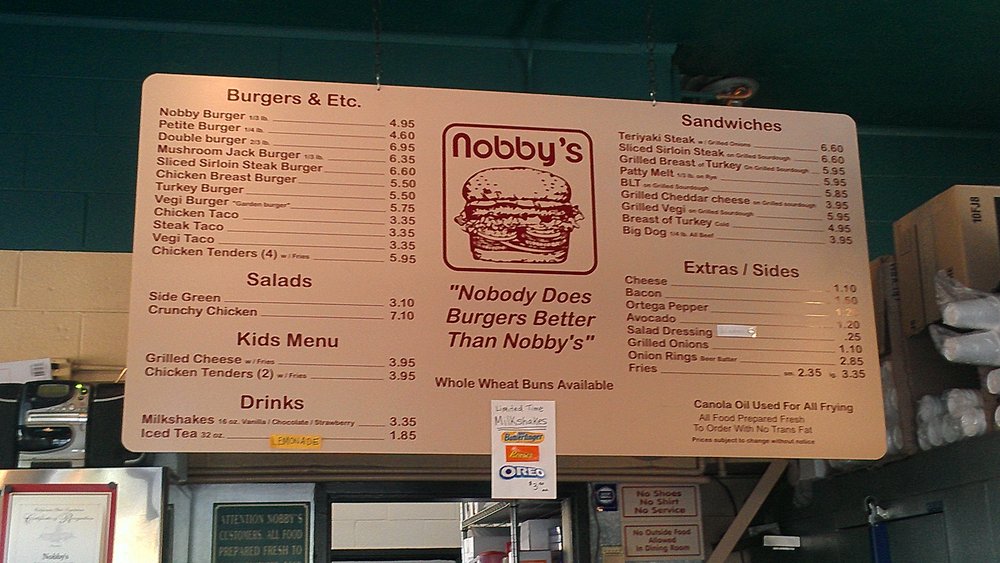 Burgers & Etc.
Nobby Burger 1/3 lb. 4.95
Petite Burger 1/4 lb. 4.60
Double burger 2/3 lb. 6.95
Mushroom Jack Burger 1/3 lb. 6.35
Sliced Sirloin Steak Burger 6.60
Chicken Breast Burger 5.50
Turkey Burger 5.50
Vegi Burger "Garden burger" 5.75
Chicken Taco 3.35
Steak Taco 3.35
Vegi Taco 3.35
Chicken Tenders (4) w / Fries 5.95
Salads
Side Green 3.10
Crunchy Chicken 7.10
Kids Menu
Grilled Cheese w / Fries 3.95
Chicken Tenders (2) w / Fries 3.95
Drinks
Milkshakes 16 oz. Vanilla / Chocolate / Strawberry 3.35
Iced Tea 32 oz. 1.85
LEMONADE
nobby's
"Nobody Does
Burgers Better
Than Nobby's"
Whole Wheat Buns Available
Limited Time
Milkshakes
Butterfinger
Reese's
OREO
Sandwiches
Teriyaki Steak w / Grilled Onions 6.60
Sliced Sirloin Steak on Grilled Sourdough 6.60
Grilled Breast of Turkey On Grilled Sourdough 5.95
Patty Melt 1/3 lb. on Rye 5.95
BLT on Grilled Sourdough 5.85
Grilled Cheddar cheese on Grilled sourdough 3.95
Grilled Vegi on Grilled Sourdough 5.95
Breast of Turkey Cold 4.95
Big Dog 1/4 lb. All Beef 3.95
Extras / Sides
Cheese 1.10
Bacon 1.50
Ortega Pepper
Avocado 1.20
Salad Dressing .25
Grilled Onions 1.10
Onion Rings Beer Batter 2.85
Fries sm. 2.35 lg. 3.35
Canola Oil Used For All Frying
All Food Prepared Fresh
To Order With No Trans Fat
Prices subject to change without notice
10FJ8
Certificate of Recognition
Nobby's
ATTENTION NOBBY'S
CUSTOMERS. ALL FOOD
PREPARED FRESH TO
No Shoes
No Shirt
No Service
No Outside Food
Allowed
In Dining Room